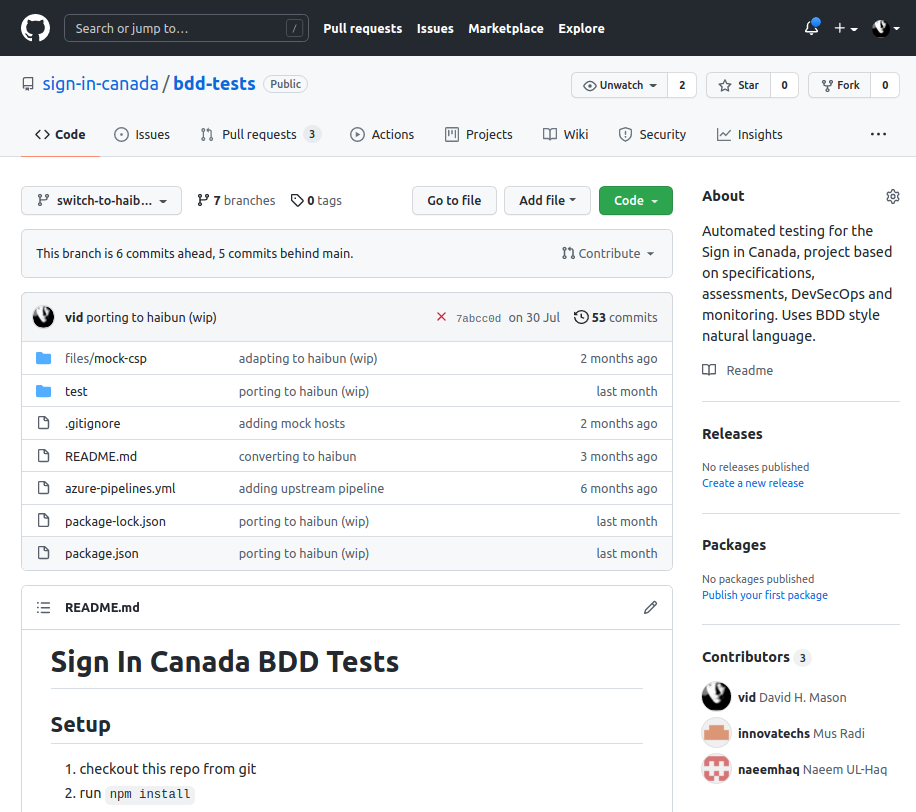 Search or jump to... / Pull requests Issues Marketplace Explore
sign-in-canada / bdd-tests Public Unwatch 2 Star 0 Fork 0
Code Issues Pull requests 3 Actions Projects Wiki Security Insights ...
switch-to-haib... 7 branches 0 tags Go to file Add file Code
This branch is 6 commits ahead, 5 commits behind main. Contribute
vid porting to haibun (wip) 7abcc0d on 30 Jul 53 commits
files/mock-csp adapting to haibun (wip) 2 months ago
test porting to haibun (wip) last month
.gitignore adding mock hosts 2 months ago
README.md converting to haibun 3 months ago
azure-pipelines.yml adding upstream pipeline 6 months ago
package-lock.json porting to haibun (wip) last month
package.json porting to haibun (wip) last month
README.md
Sign In Canada BDD Tests
Setup
1. checkout this repo from git
2. run npm install
About
Automated testing for the
Sign in Canada, project based
on specifications,
assessments, DevSecOps and
monitoring. Uses BDD style
natural language.
Readme
Releases
No releases published
Create a new release
Packages
No packages published
Publish your first package
Contributors 3
vid David H. Mason
innovatechs Mus Radi
naeemhaq Naeem UL-Haq